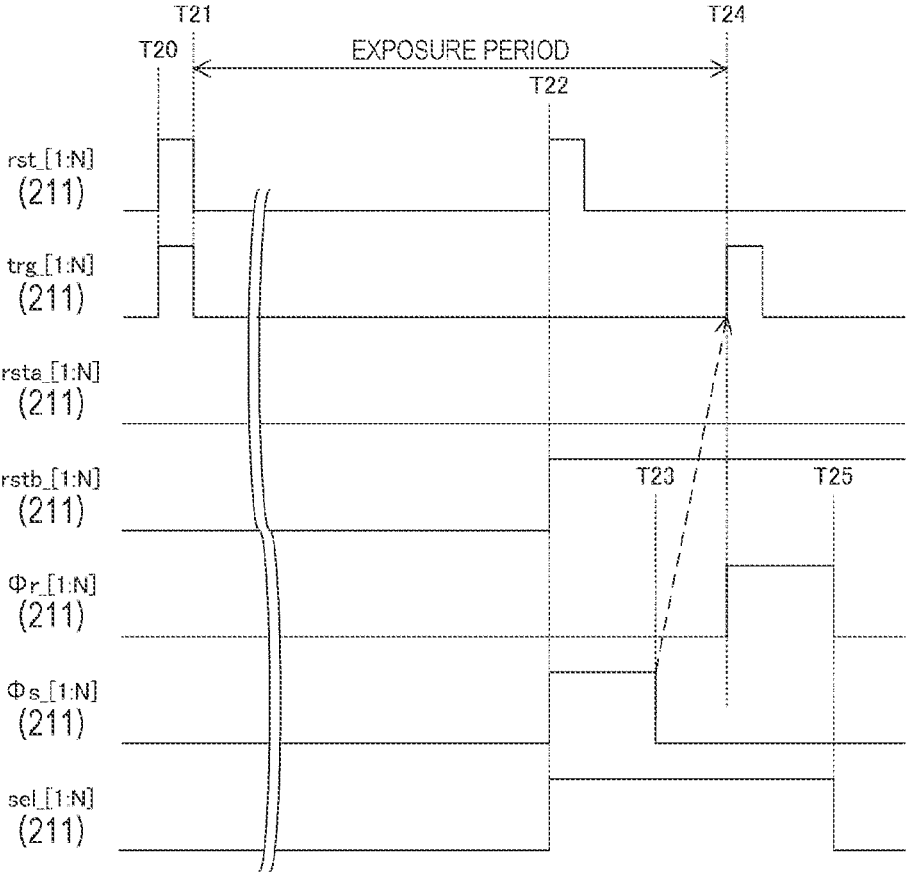 T21
T24
T20
EXPOSURE PERIOD
T22
rst_[1:N]
(211)
trg_[1:N]
(211)
rsta_[1:N]
(211)
rstb_[1:N]
(211)
T23
T25
Φr_[1:N]
(211)
Φs_[1:N]
(211)
sel_[1:N]
(211)